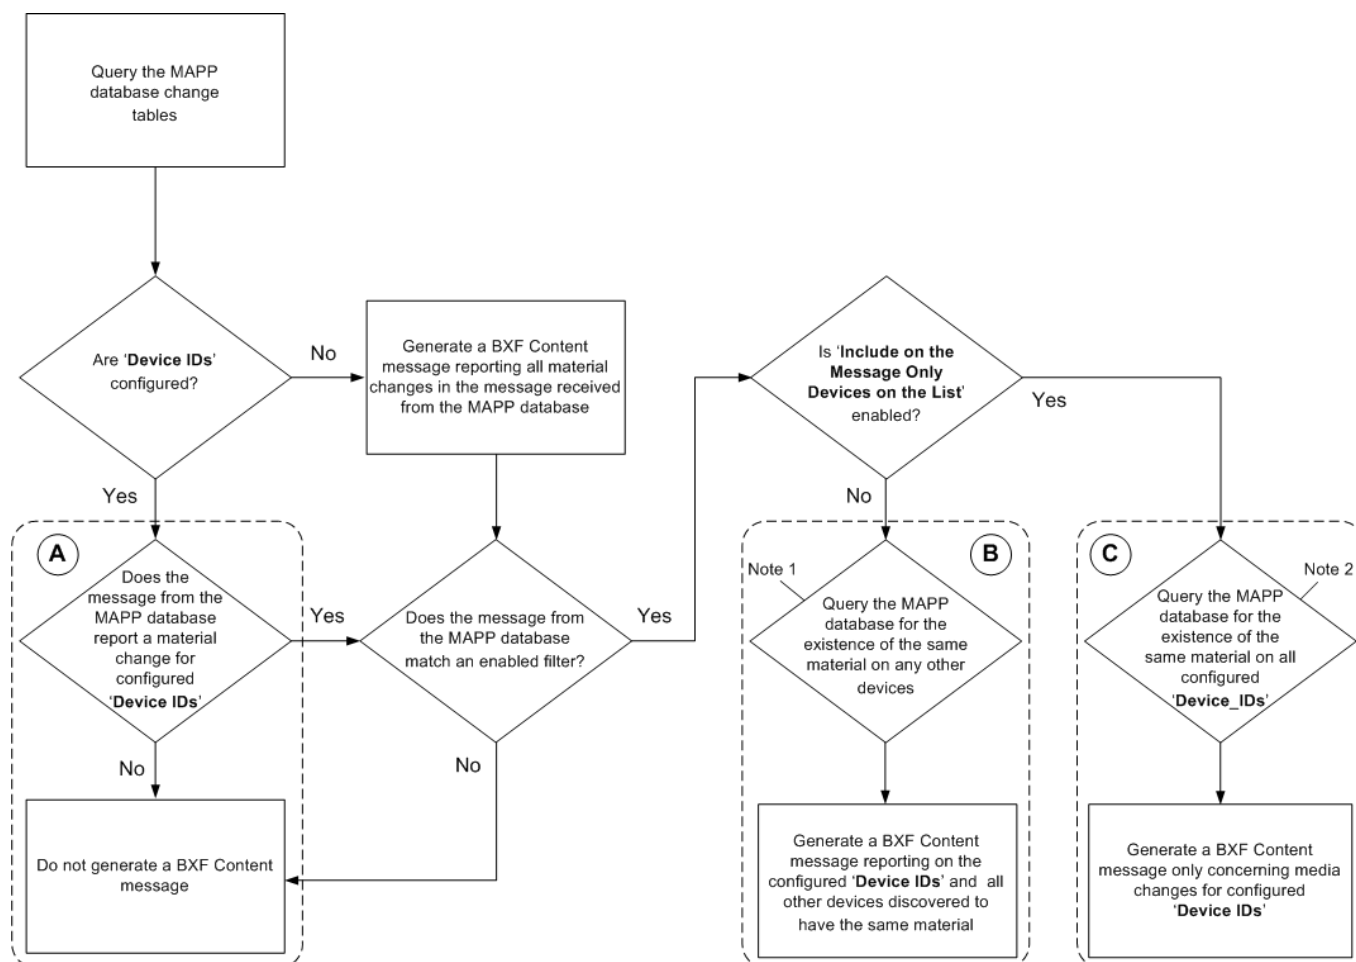 Query the MAPP
database change
tables
Are ‘Device IDs’
configured?
No
Generate a BXF Content
message reporting all material
changes in the message received
from the MAPP database
Is ‘Include on the
Message Only
Devices on the List’
enabled?
Yes
Yes
No
A
Does the
message from the
MAPP database
report a material
change for
configured
‘Device IDs’
Yes
Does the message from
the MAPP database
match an enabled filter?
Yes
Note 1
B
Query the MAPP
database for the
existence of the same
material on any other
devices
C
Note 2
Query the MAPP
database for the
existence of the
same material on all
configured
‘Device_IDs’
No
No
Do not generate a BXF Content
message
Generate a BXF Content
message reporting on the
configured ‘Device IDs’ and all
other devices discovered to
have the same material
Generate a BXF Content
message only concerning media
changes for configured
‘Device IDs’